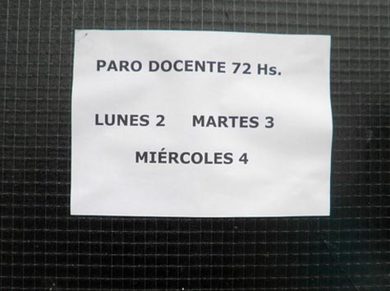 PARO DOCENTE 72 Hs.
LUNES 2 MARTES 3
MIÉRCOLES 4